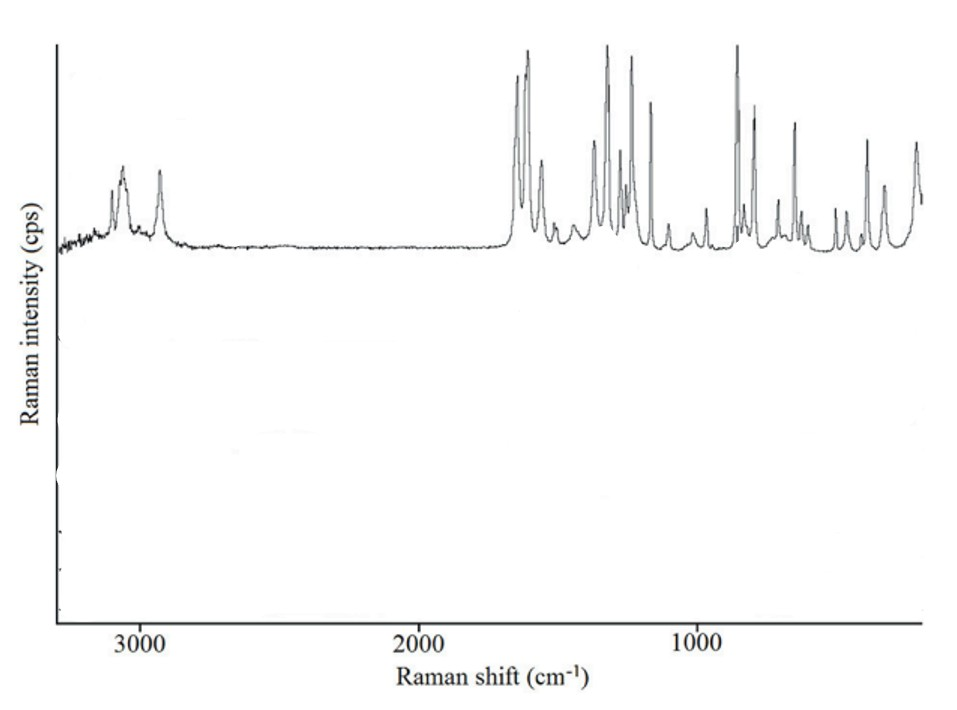 Raman intensity (cps)
3000 2000 1000
Raman shift (cm⁻¹)